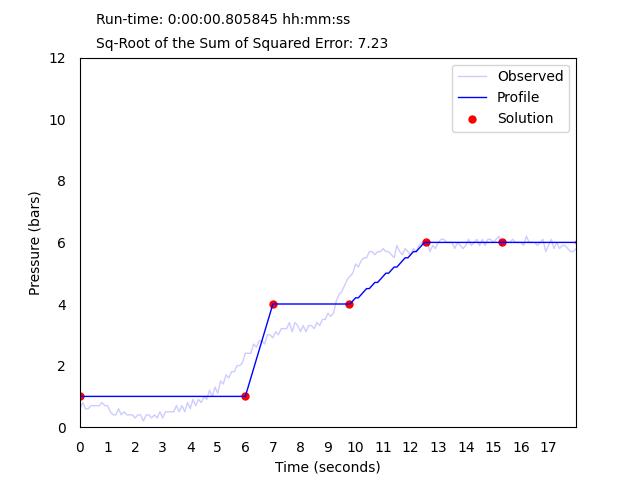 Run-time: 0:00:00.805845 hh:mm:ss
Sq-Root of the Sum of Squared Error: 7.23
Observed
Profile
Solution
Pressure (bars)
12
10
8
6
4
2
0
0 1 2 3 4 5 6 7 8 9 10 11 12 13 14 15 16 17
Time (seconds)